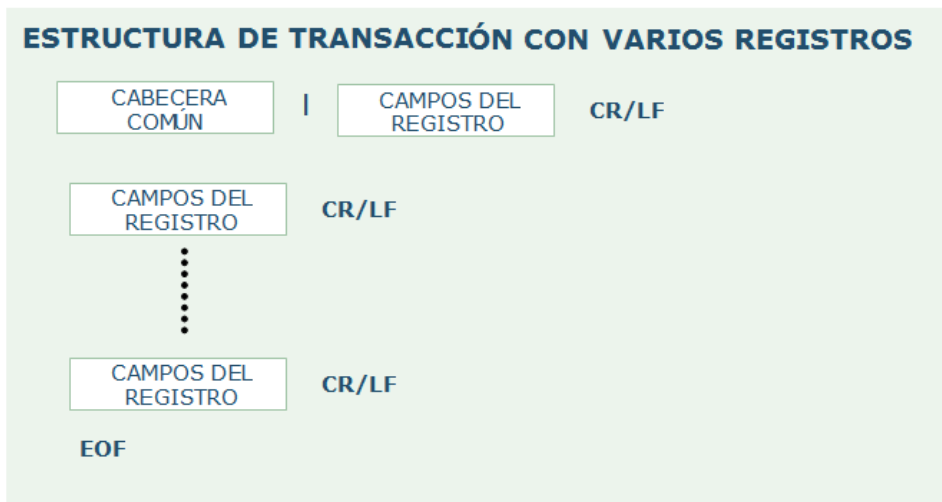 ESTRUCTURA DE TRANSACCIÓN CON VARIOS REGISTROS
CABECERA
COMÚN
|
CAMPOS DEL
REGISTRO
CR/LF
CAMPOS DEL
REGISTRO
CR/LF
CAMPOS DEL
REGISTRO
CR/LF
EOF